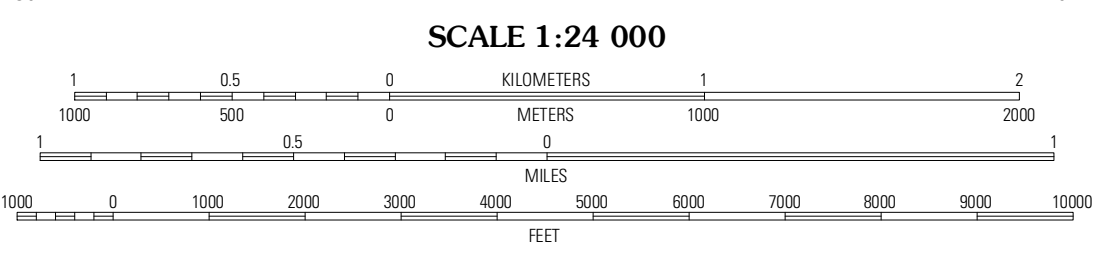 SCALE 1:24 000
1 0.5 0 KILOMETERS 1 2
1000 500 0 METERS 1000 2000
1 0.5 0 1
MILES
1000 0 1000 2000 3000 4000 5000 6000 7000 8000 9000 10000
FEET